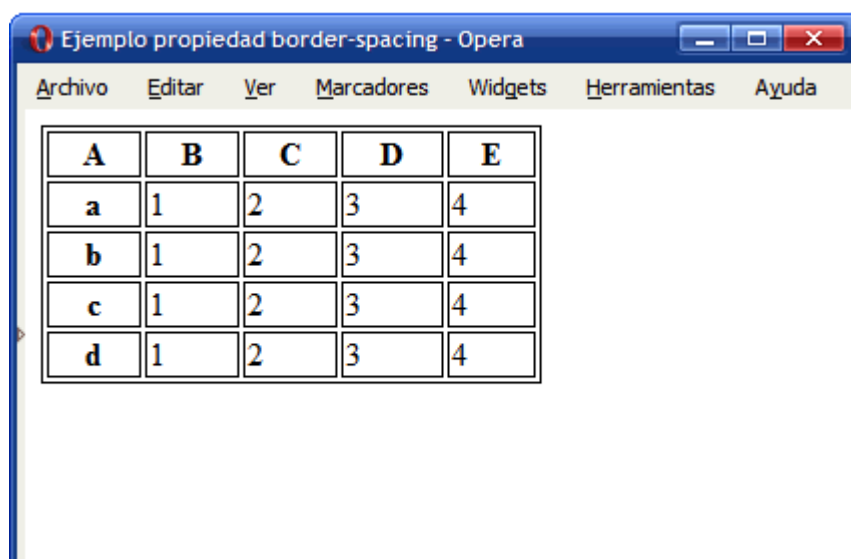 Ejemplo propiedad border-spacing - Opera
Archivo Editar Ver Marcadores Widgets Herramientas Ayuda
A B C D E
a 1 2 3 4
b 1 2 3 4
c 1 2 3 4
d 1 2 3 4